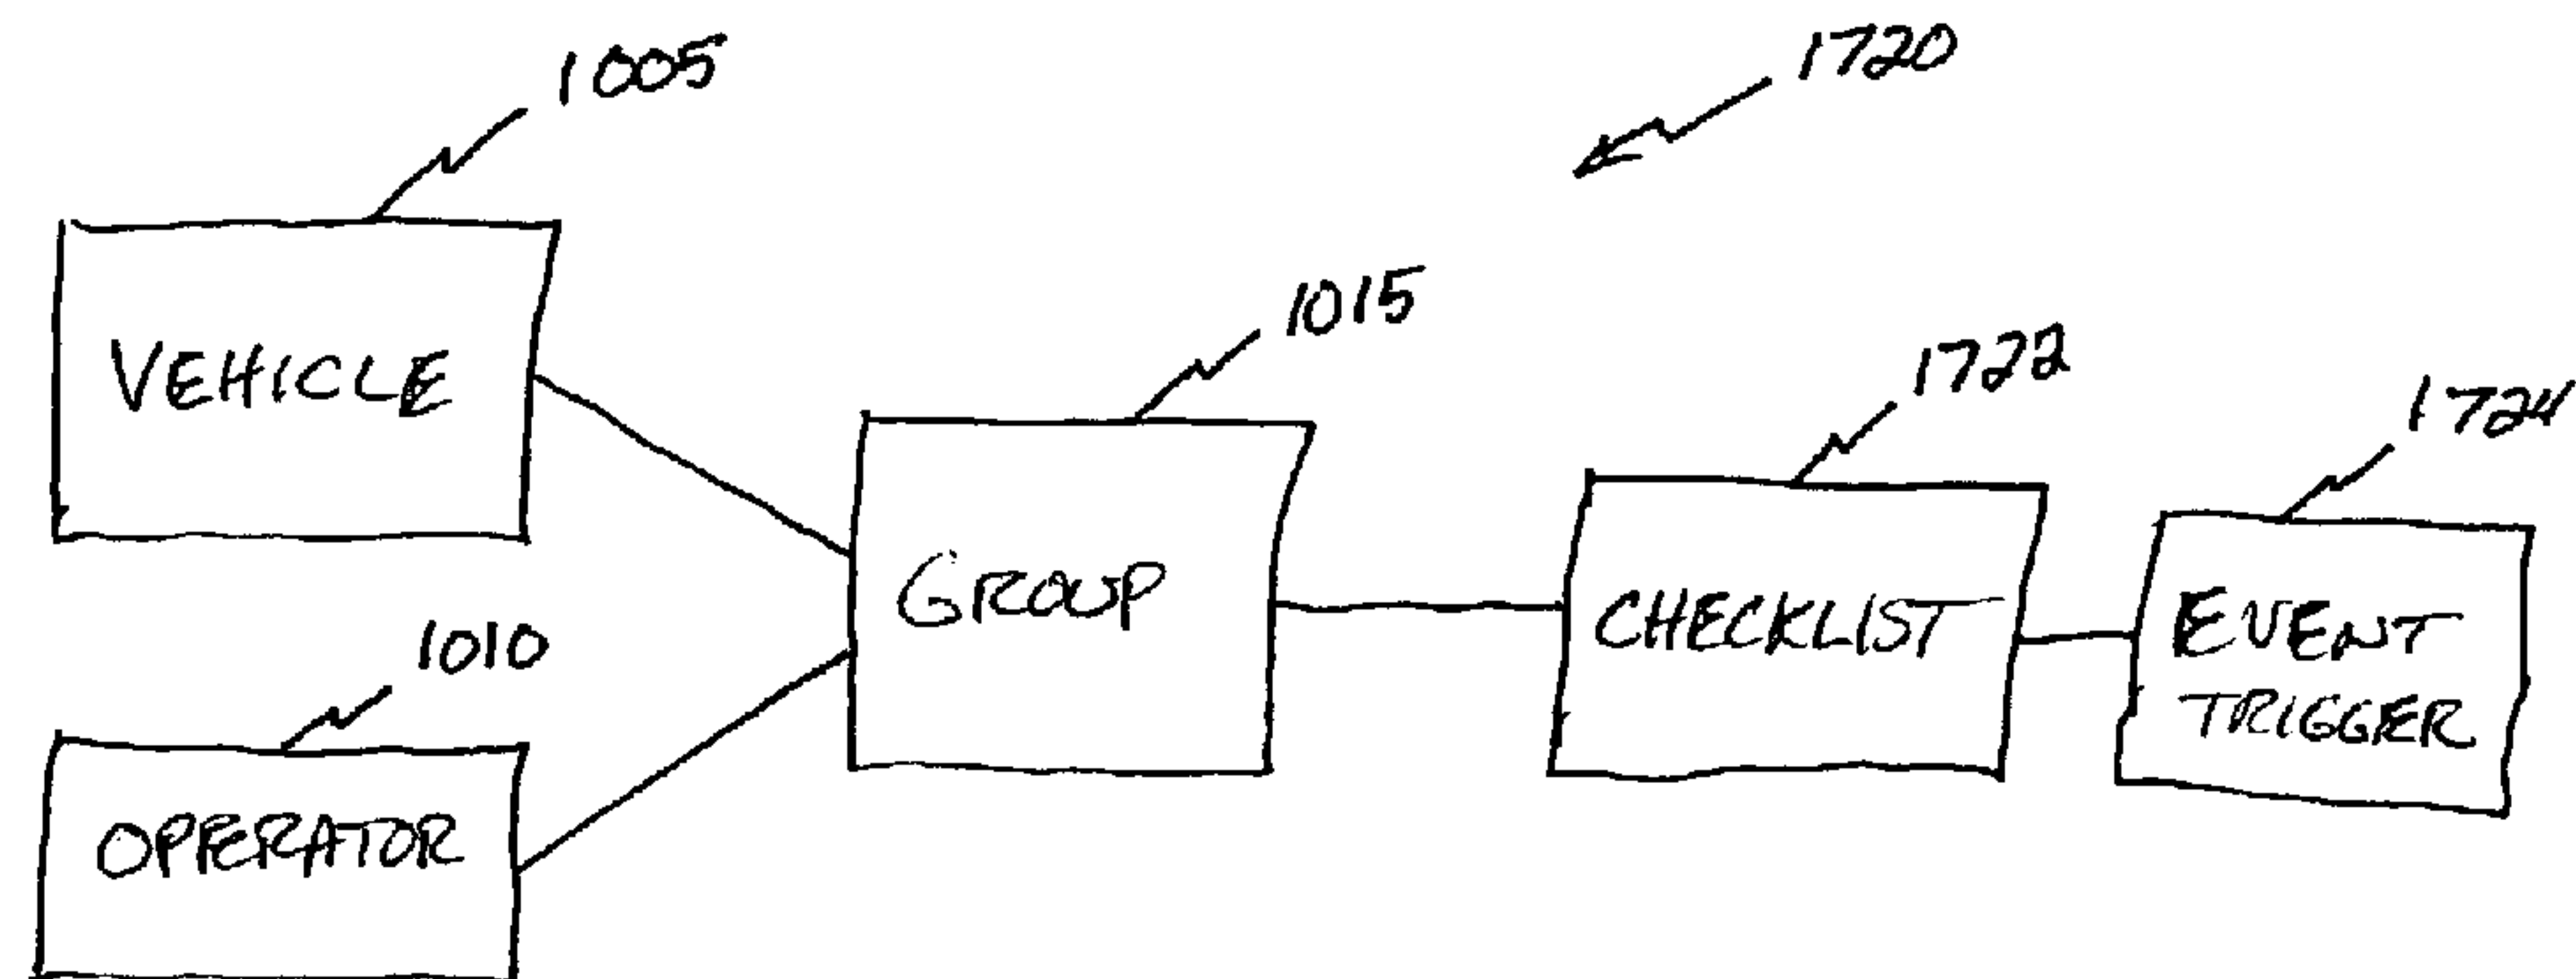 1005
1720
VEHICLE
1015
1722
1724
GROUP
CHECKLIST
EVENT
TRIGGER
1010
OPERATOR